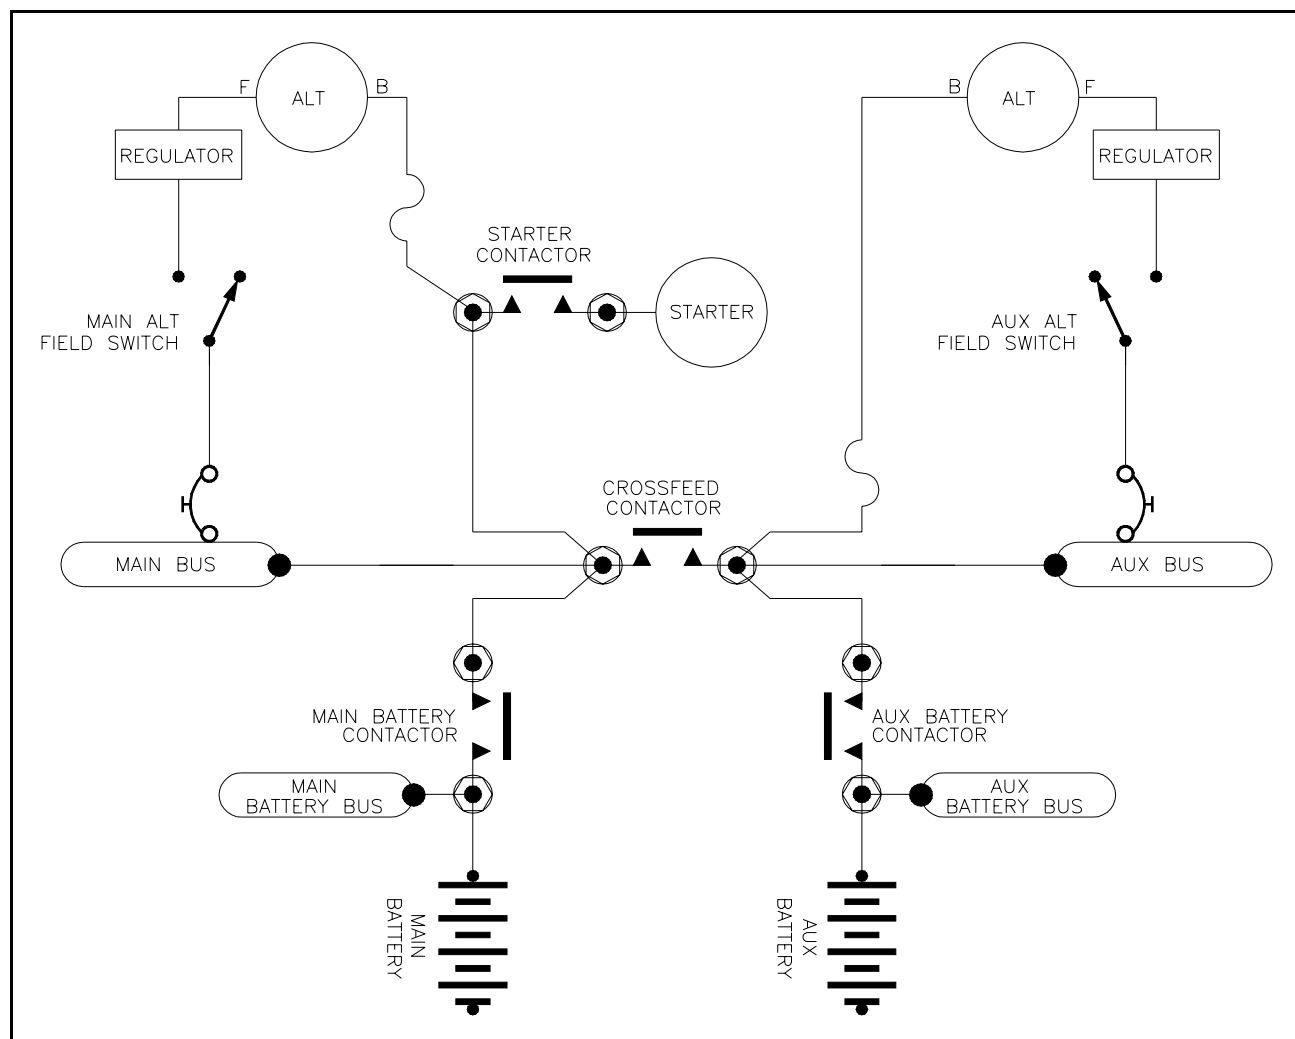 F
ALT
B
B
ALT
F
REGULATOR
REGULATOR
STARTER
CONTACTOR
STARTER
MAIN ALT
FIELD SWITCH
AUX ALT
FIELD SWITCH
CROSSFEED
CONTACTOR
MAIN BUS
AUX BUS
MAIN BATTERY
CONTACTOR
AUX BATTERY
CONTACTOR
MAIN
BATTERY BUS
AUX
BATTERY BUS
MAIN
BATTERY
AUX
BATTERY